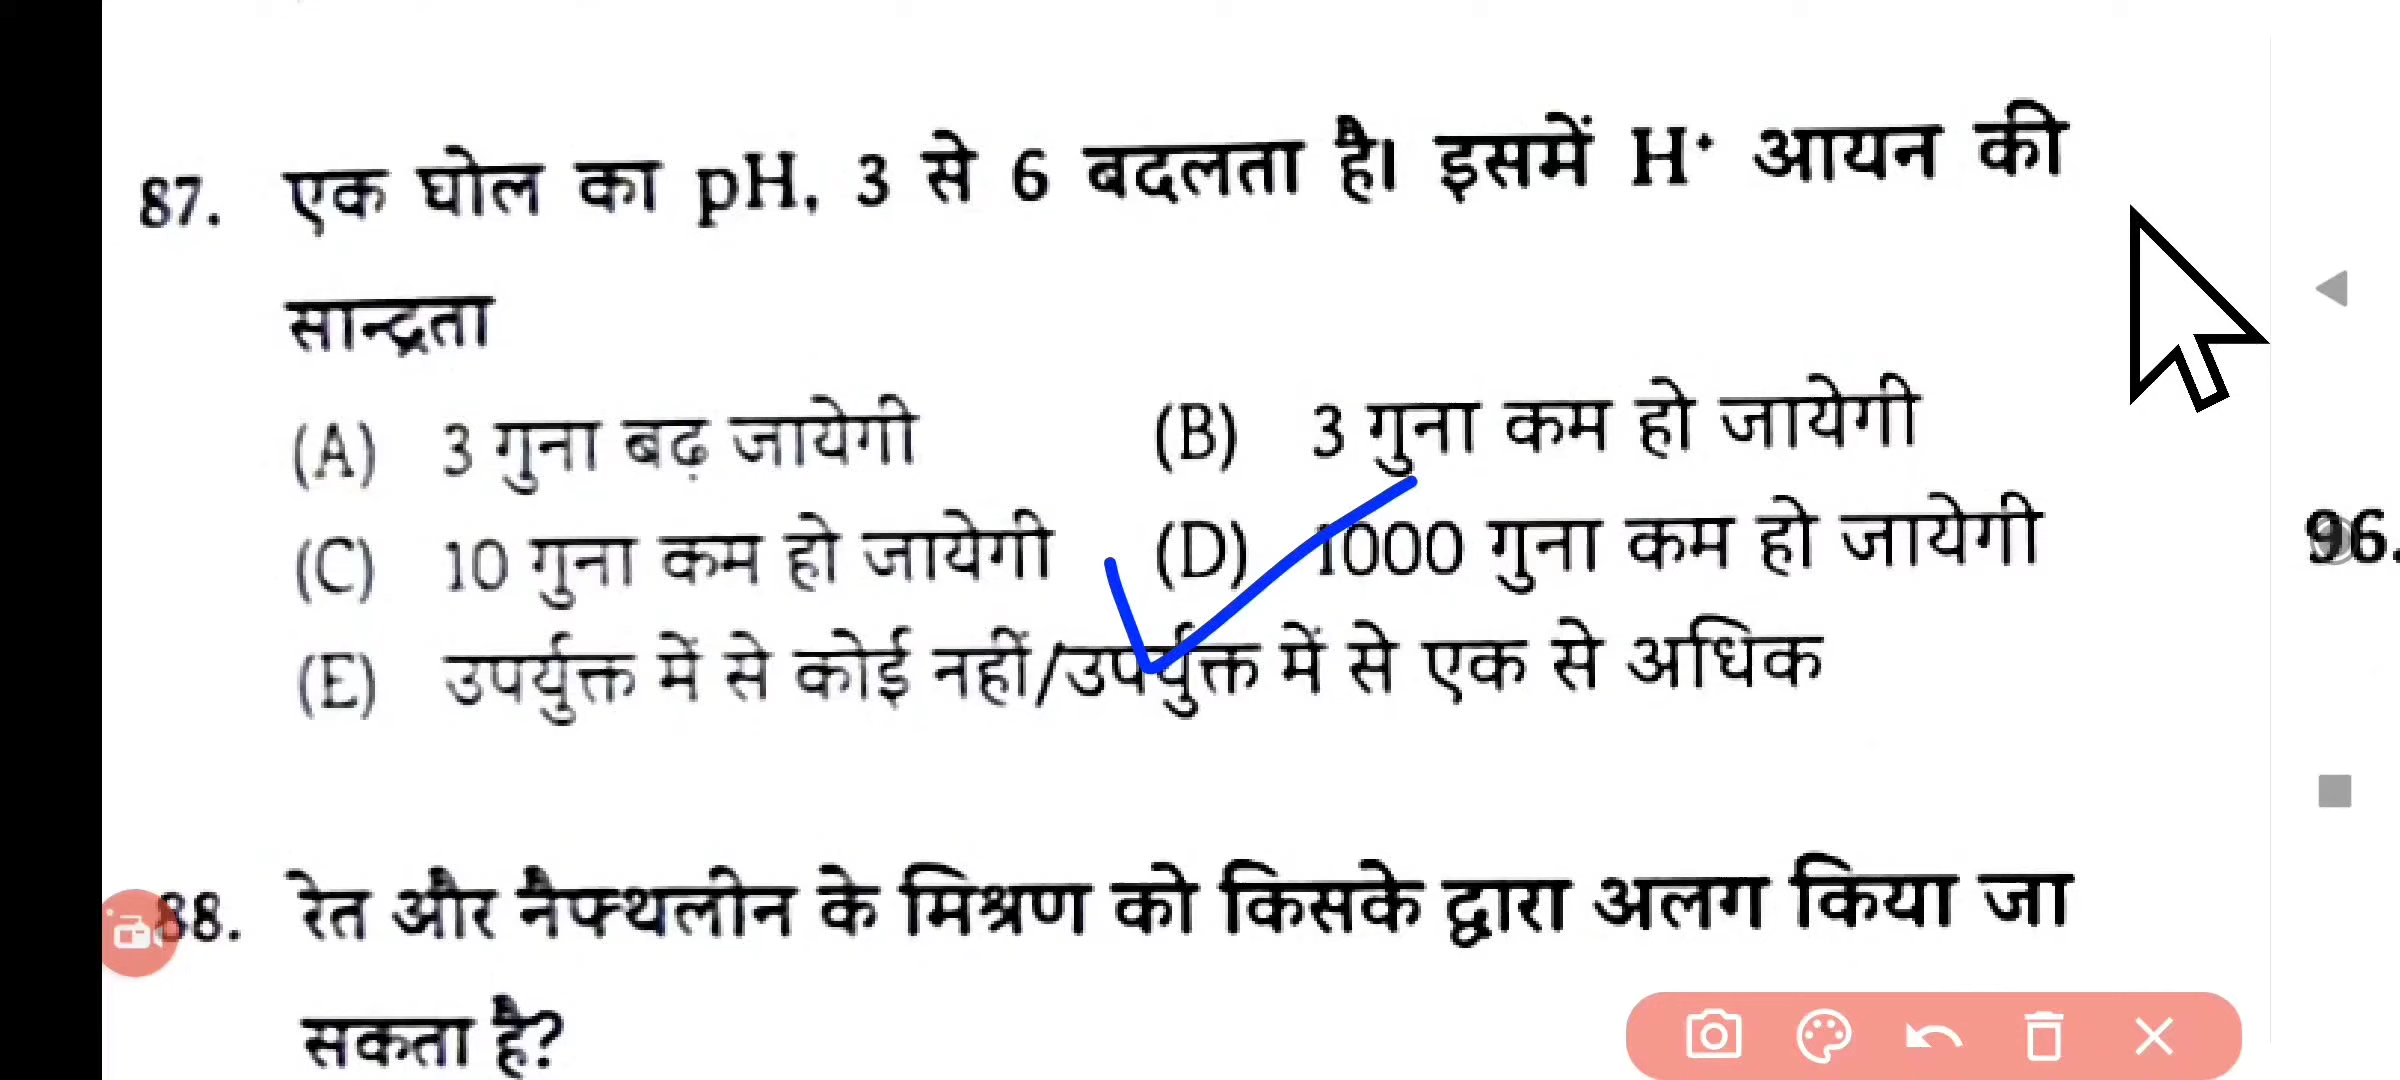 87. एक घोल का pH, 3 से 6 बदलता है। इसमें H⁺ आयन की
सान्द्रता
(A) 3 गुना बढ़ जायेगी (B) 3 गुना कम हो जायेगी
(C) 10 गुना कम हो जायेगी (D) 1000 गुना कम हो जायेगी
96.
(E) उपर्युक्त में से कोई नहीं/उपर्युक्त में से एक से अधिक
88. रेत और नैफ्थलीन के मिश्रण को किसके द्वारा अलग किया जा
सकता है?